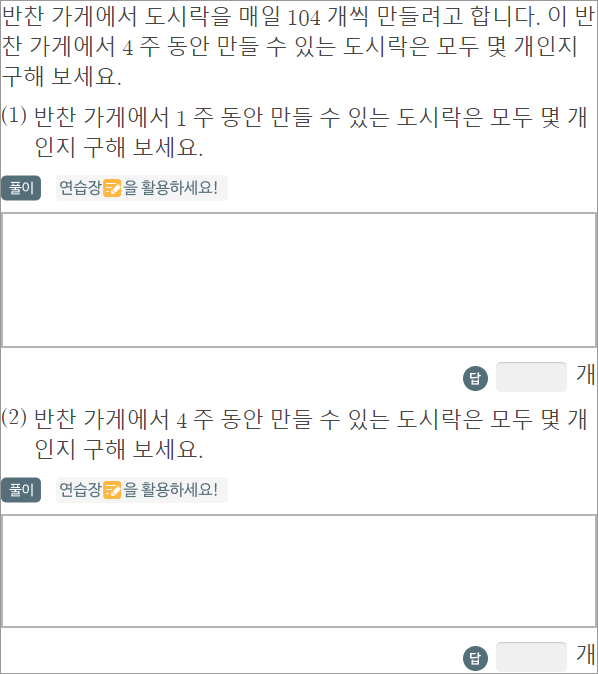 반찬 가게에서 도시락을 매일 104 개씩 만들려고 합니다. 이 반
찬 가게에서 4 주 동안 만들 수 있는 도시락은 모두 몇 개인지
구해 보세요.
(1) 반찬 가게에서 1 주 동안 만들 수 있는 도시락은 모두 몇 개
인지 구해 보세요.
풀이 연습장을 활용하세요!
답 개
(2) 반찬 가게에서 4 주 동안 만들 수 있는 도시락은 모두 몇 개
인지 구해 보세요.
풀이 연습장을 활용하세요!
답 개